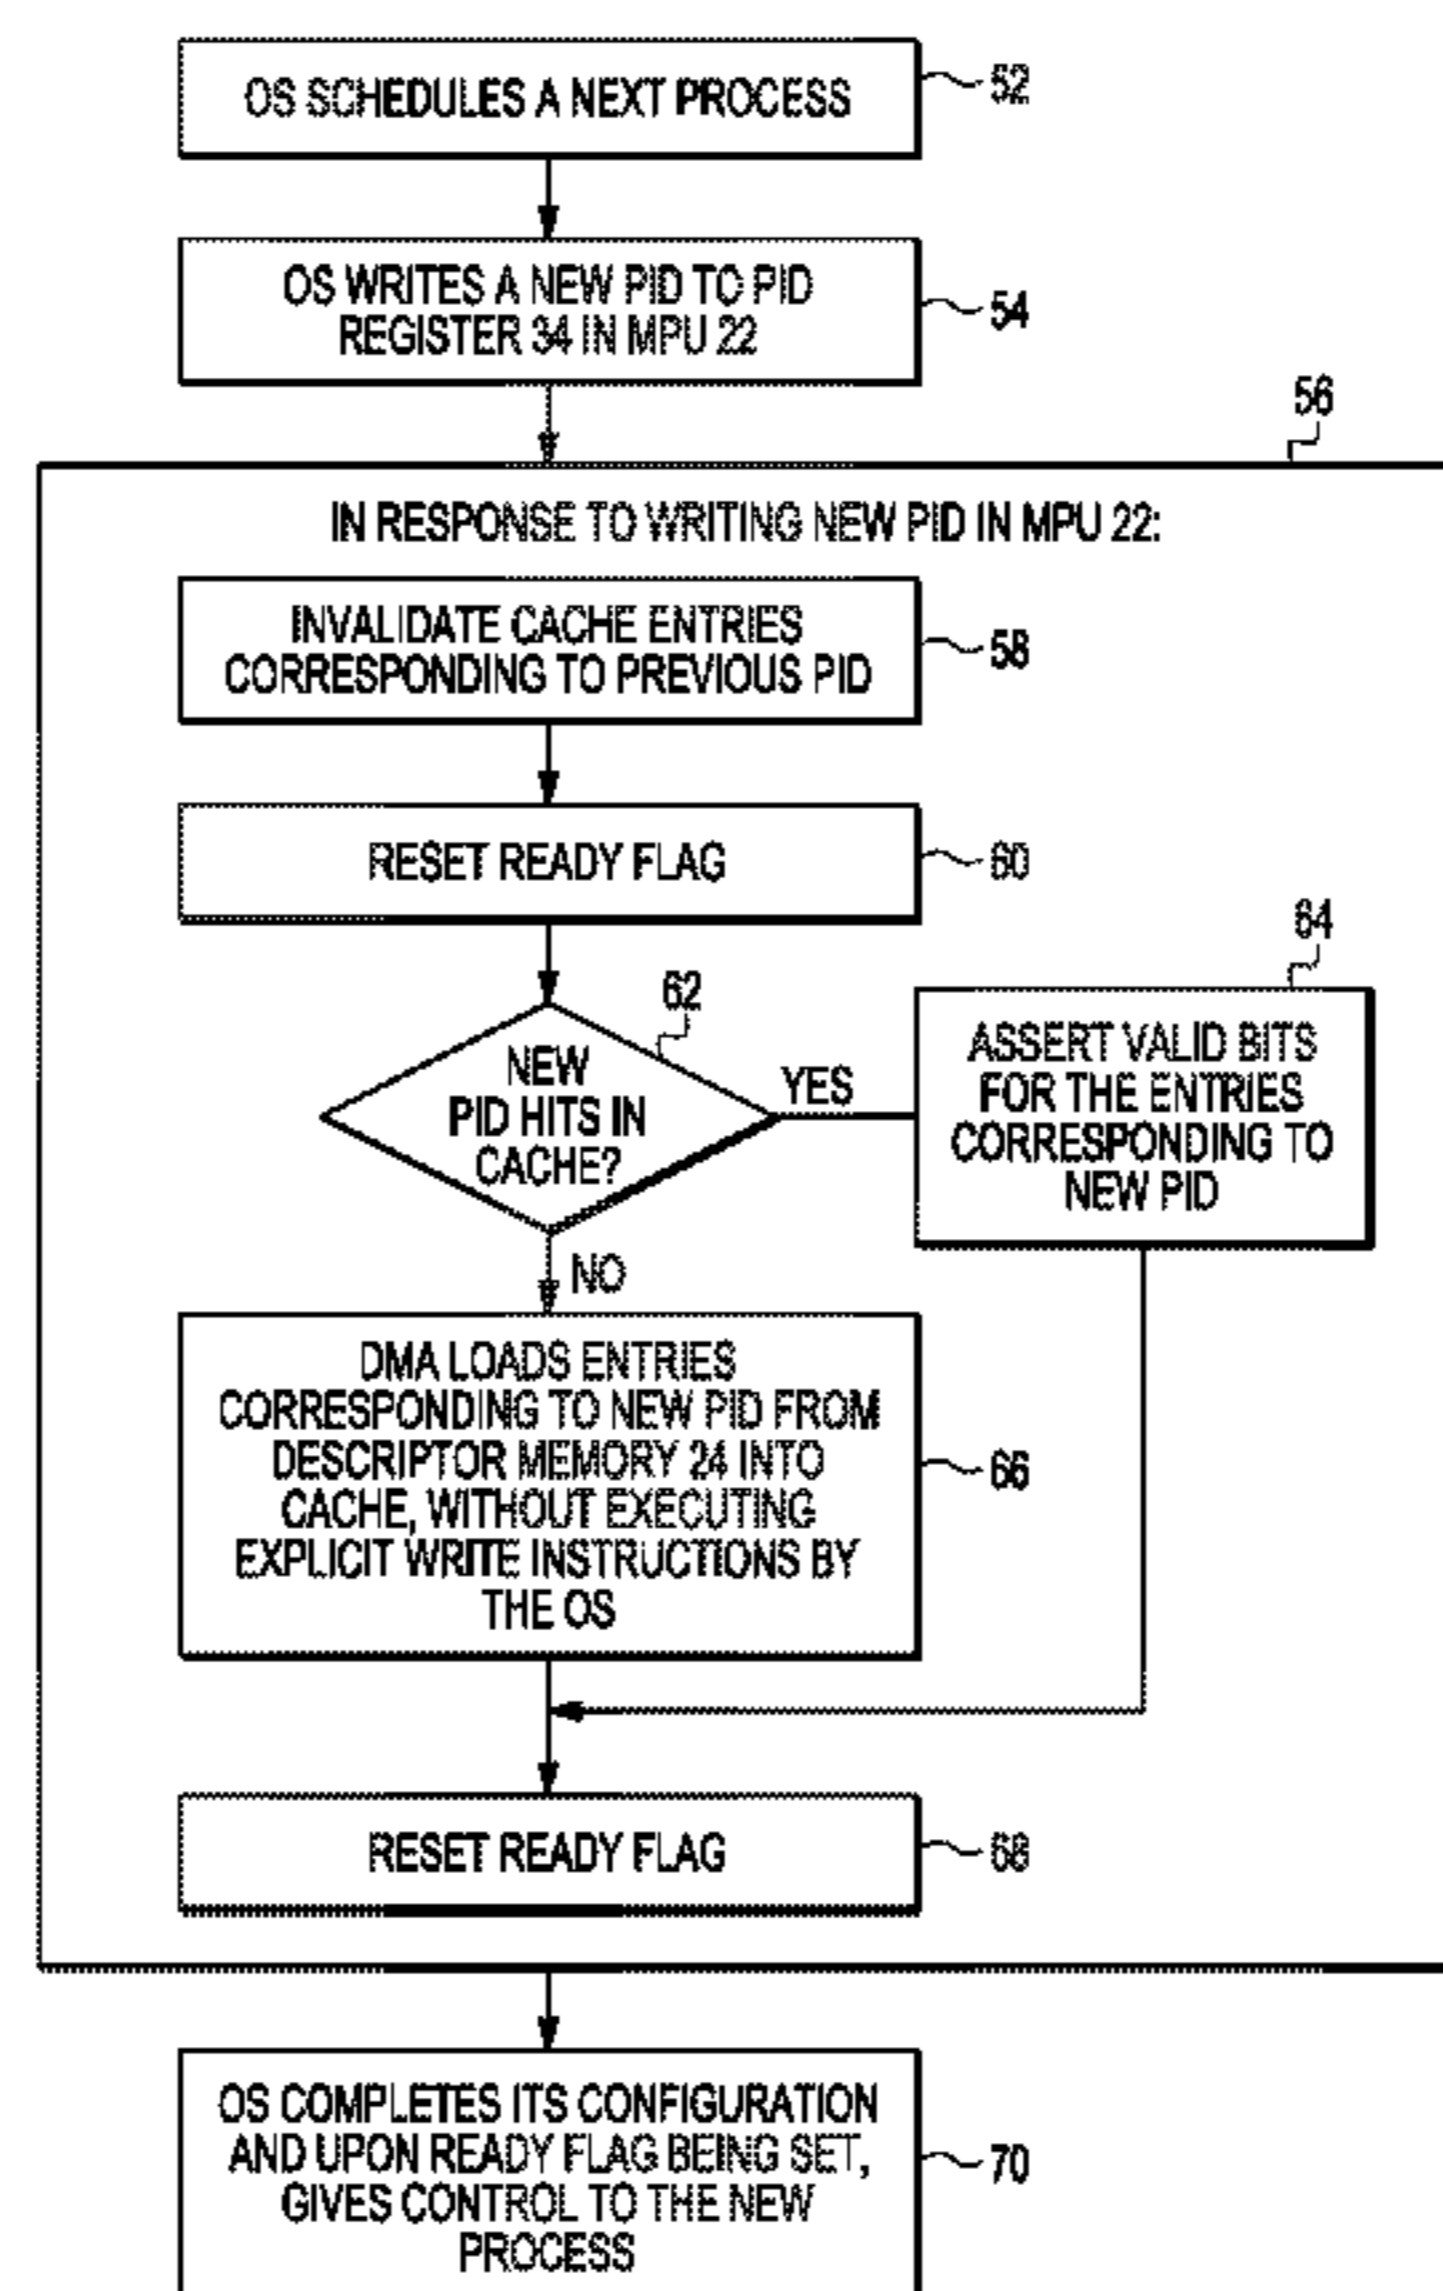 OS SCHEDULES A NEXT PROCESS
52
OS WRITES A NEW PID TO PID
REGISTER 34 IN MPU 22
54
56
IN RESPONSE TO WRITING NEW PID IN MPU 22:
INVALIDATE CACHE ENTRIES
CORRESPONDING TO PREVIOUS PID
58
RESET READY FLAG
60
62
NEW
PID HITS IN
CACHE?
YES
64
ASSERT VALID BITS
FOR THE ENTRIES
CORRESPONDING TO
NEW PID
NO
DMA LOADS ENTRIES
CORRESPONDING TO NEW PID FROM
DESCRIPTOR MEMORY 24 INTO
CACHE, WITHOUT EXECUTING
EXPLICIT WRITE INSTRUCTIONS BY
THE OS
66
RESET READY FLAG
68
OS COMPLETES ITS CONFIGURATION
AND UPON READY FLAG BEING SET,
GIVES CONTROL TO THE NEW
PROCESS
70